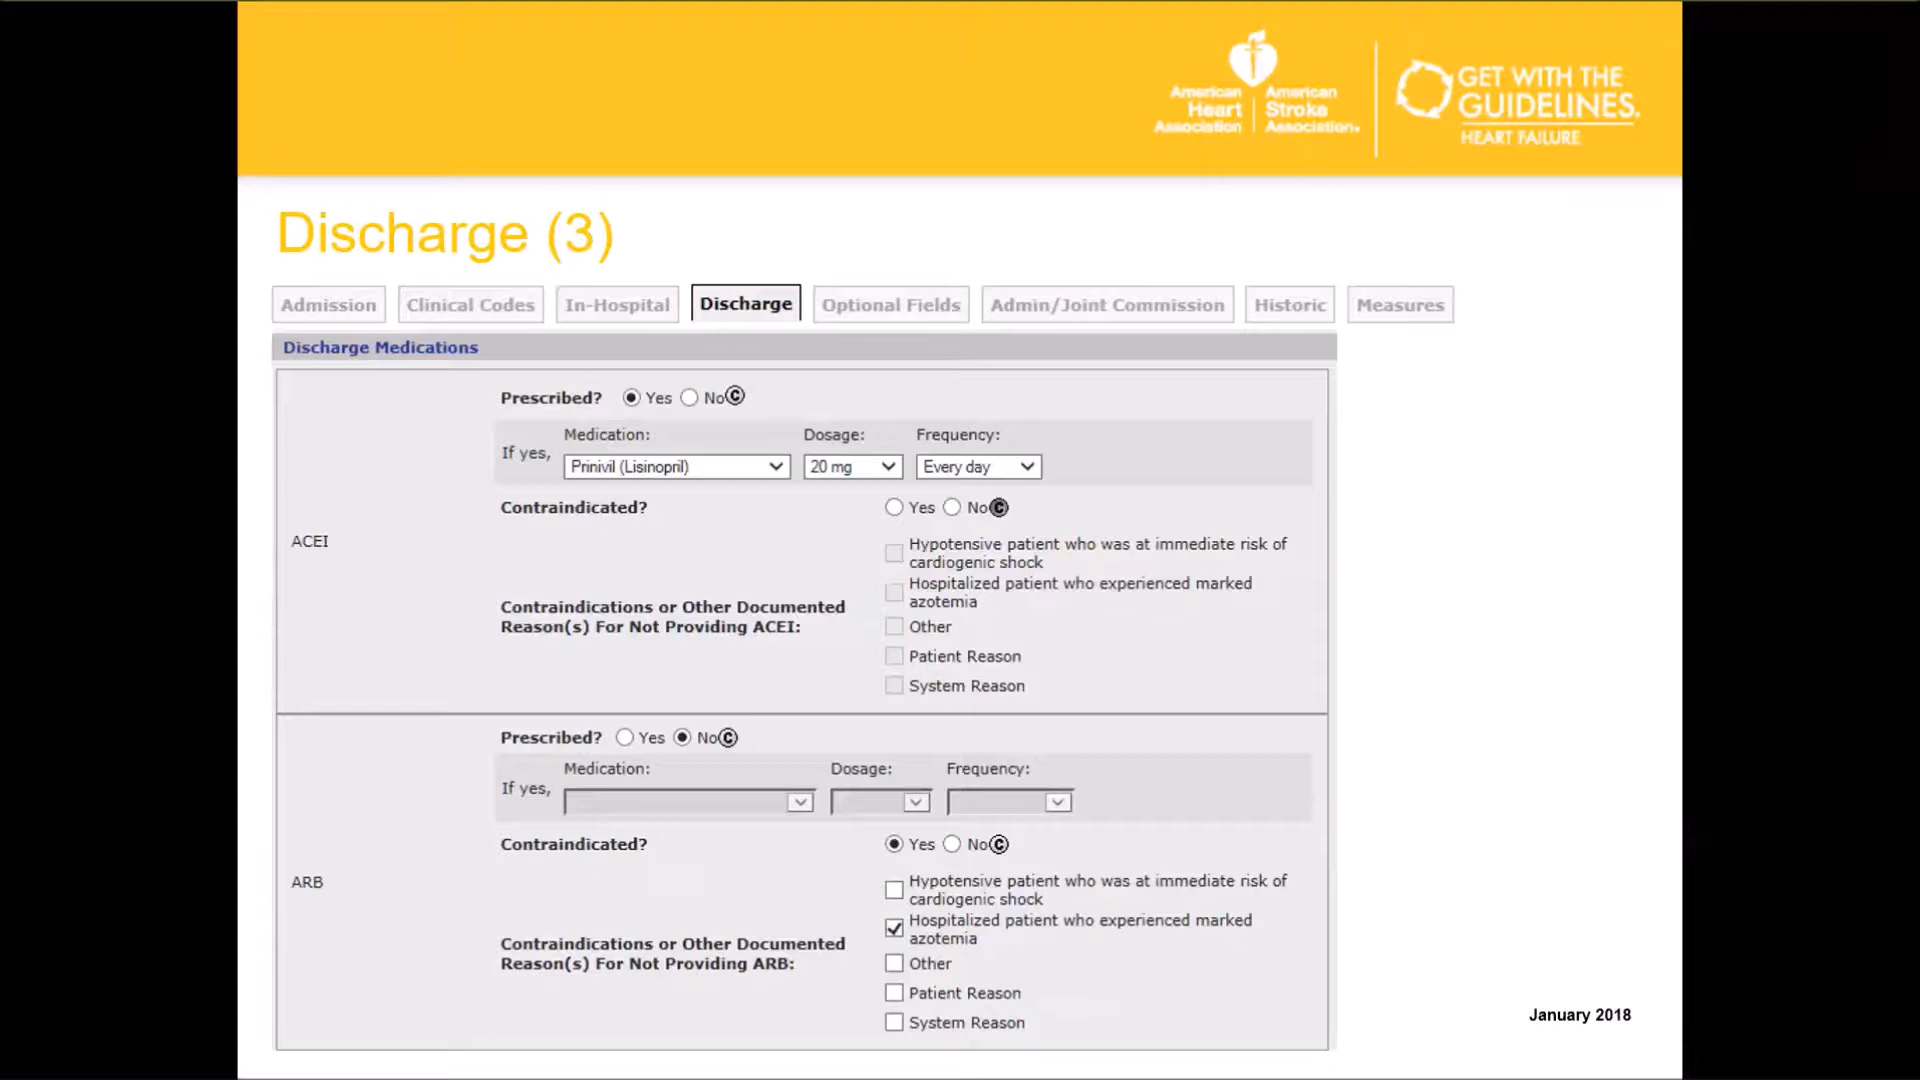 American Heart Association
American Stroke Association®
GET WITH THE
GUIDELINES®
HEART FAILURE
Discharge (3)
Admission Clinical Codes In-Hospital Discharge Optional Fields Admin/Joint Commission Historic Measures
Discharge Medications
Prescribed? Yes No©
Medication: Dosage: Frequency:
If yes,
Prinivil (Lisinopril) 20 mg Every day
Contraindicated? Yes No©
ACEI
Hypotensive patient who was at immediate risk of
cardiogenic shock
Hospitalized patient who experienced marked
azotemia
Contraindications or Other Documented
Reason(s) For Not Providing ACEI:
Other
Patient Reason
System Reason
Prescribed? Yes No©
Medication: Dosage: Frequency:
If yes,
Contraindicated? Yes No©
ARB
Hypotensive patient who was at immediate risk of
cardiogenic shock
Hospitalized patient who experienced marked
azotemia
Contraindications or Other Documented
Reason(s) For Not Providing ARB:
Other
Patient Reason
System Reason
January 2018